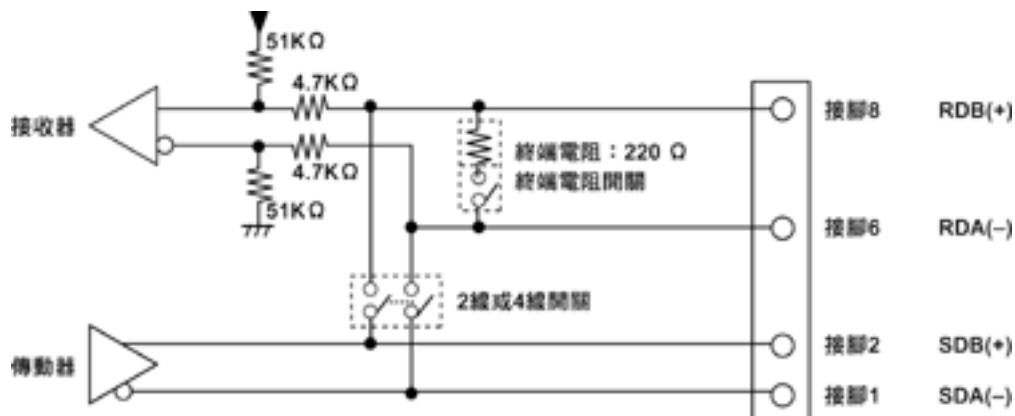 51KΩ
4.7KΩ
接收器
4.7KΩ
51KΩ
終端電阻：220 Ω
終端電阻開關
接腳8 RDB(+)
接腳6 RDA(–)
2線或4線開關
傳動器
接腳2 SDB(+)
接腳1 SDA(–)